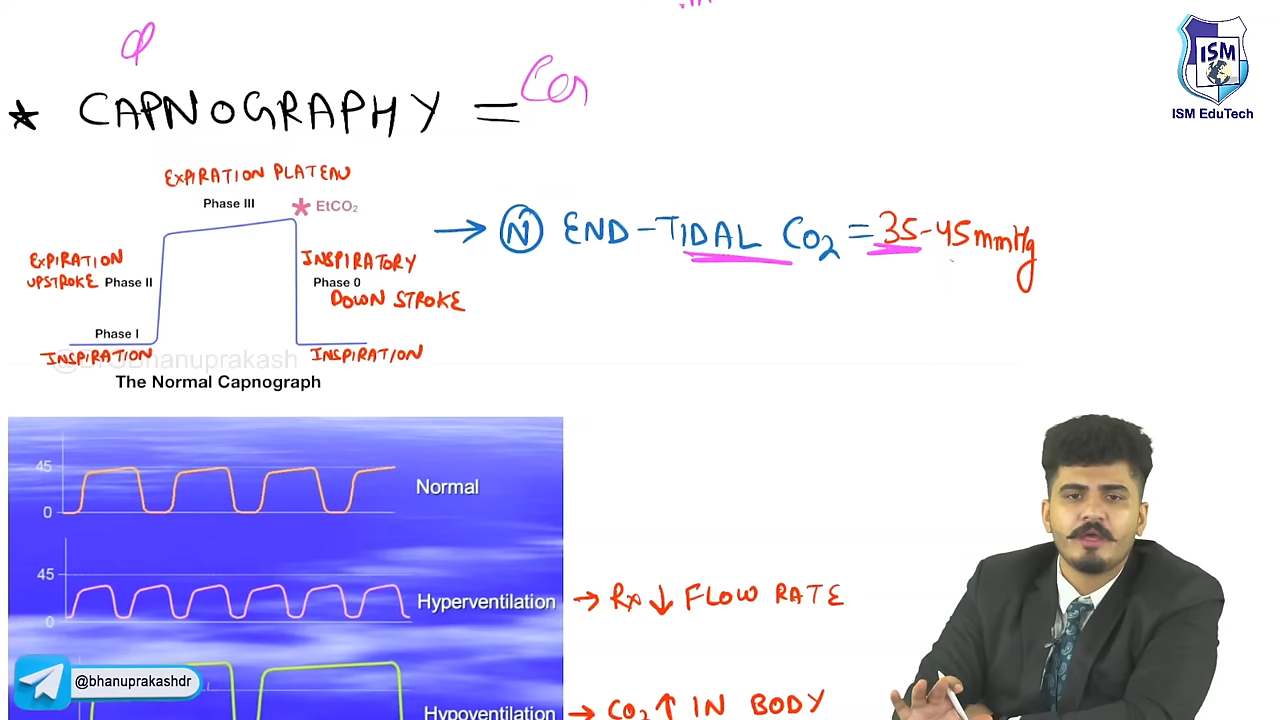 ISM
ISM EduTech
* CAPNOGRAPHY =
EXPIRATION PLATEAU
Phase III
* EtCO₂
→ (N) END-TIDAL CO₂ = 35-45mmHg
EXPIRATION
UPSTROKE Phase II
INSPIRATORY
Phase 0
DOWN STROKE
Phase I
INSPIRATION
INSPIRATION
The Normal Capnograph
45
0
Normal
45
0
Hyperventilation
→ Rx ↓ FLOW RATE
@bhanuprakashdr
Hypoventilation
→ CO₂ ↑ IN BODY